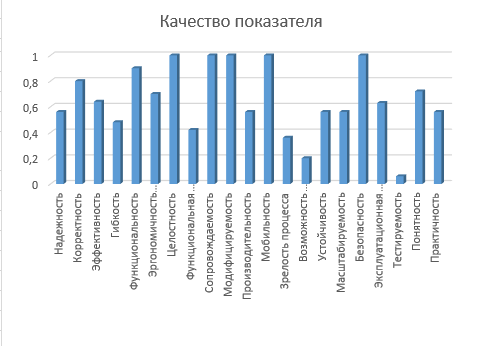 Качество показателя
1
0,8
0,6
0,4
0,2
0
Надежность
Корректность
Эффективность
Гибкость
Функциональность
Эргономичность...
Целостность
Функциональная...
Сопровождаемость
Модифицируемость
Производительность
Мобильность
Зрелость процесса
Возможность...
Устойчивость
Масштабируемость
Безопасность
Эксплуатационная...
Тестируемость
Понятность
Практичность